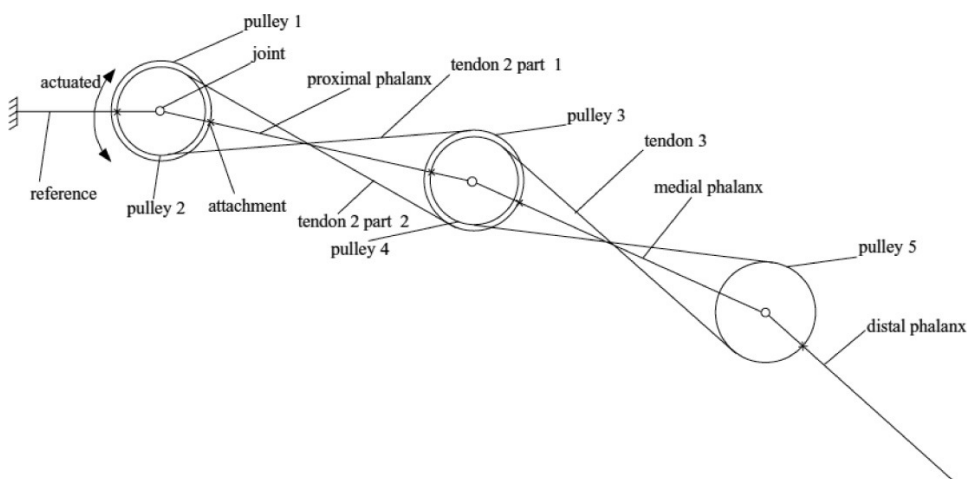 pulley 1
joint
actuated
proximal phalanx
tendon 2 part 1
pulley 3
tendon 3
reference
pulley 2
attachment
medial phalanx
tendon 2 part 2
pulley 4
pulley 5
distal phalanx